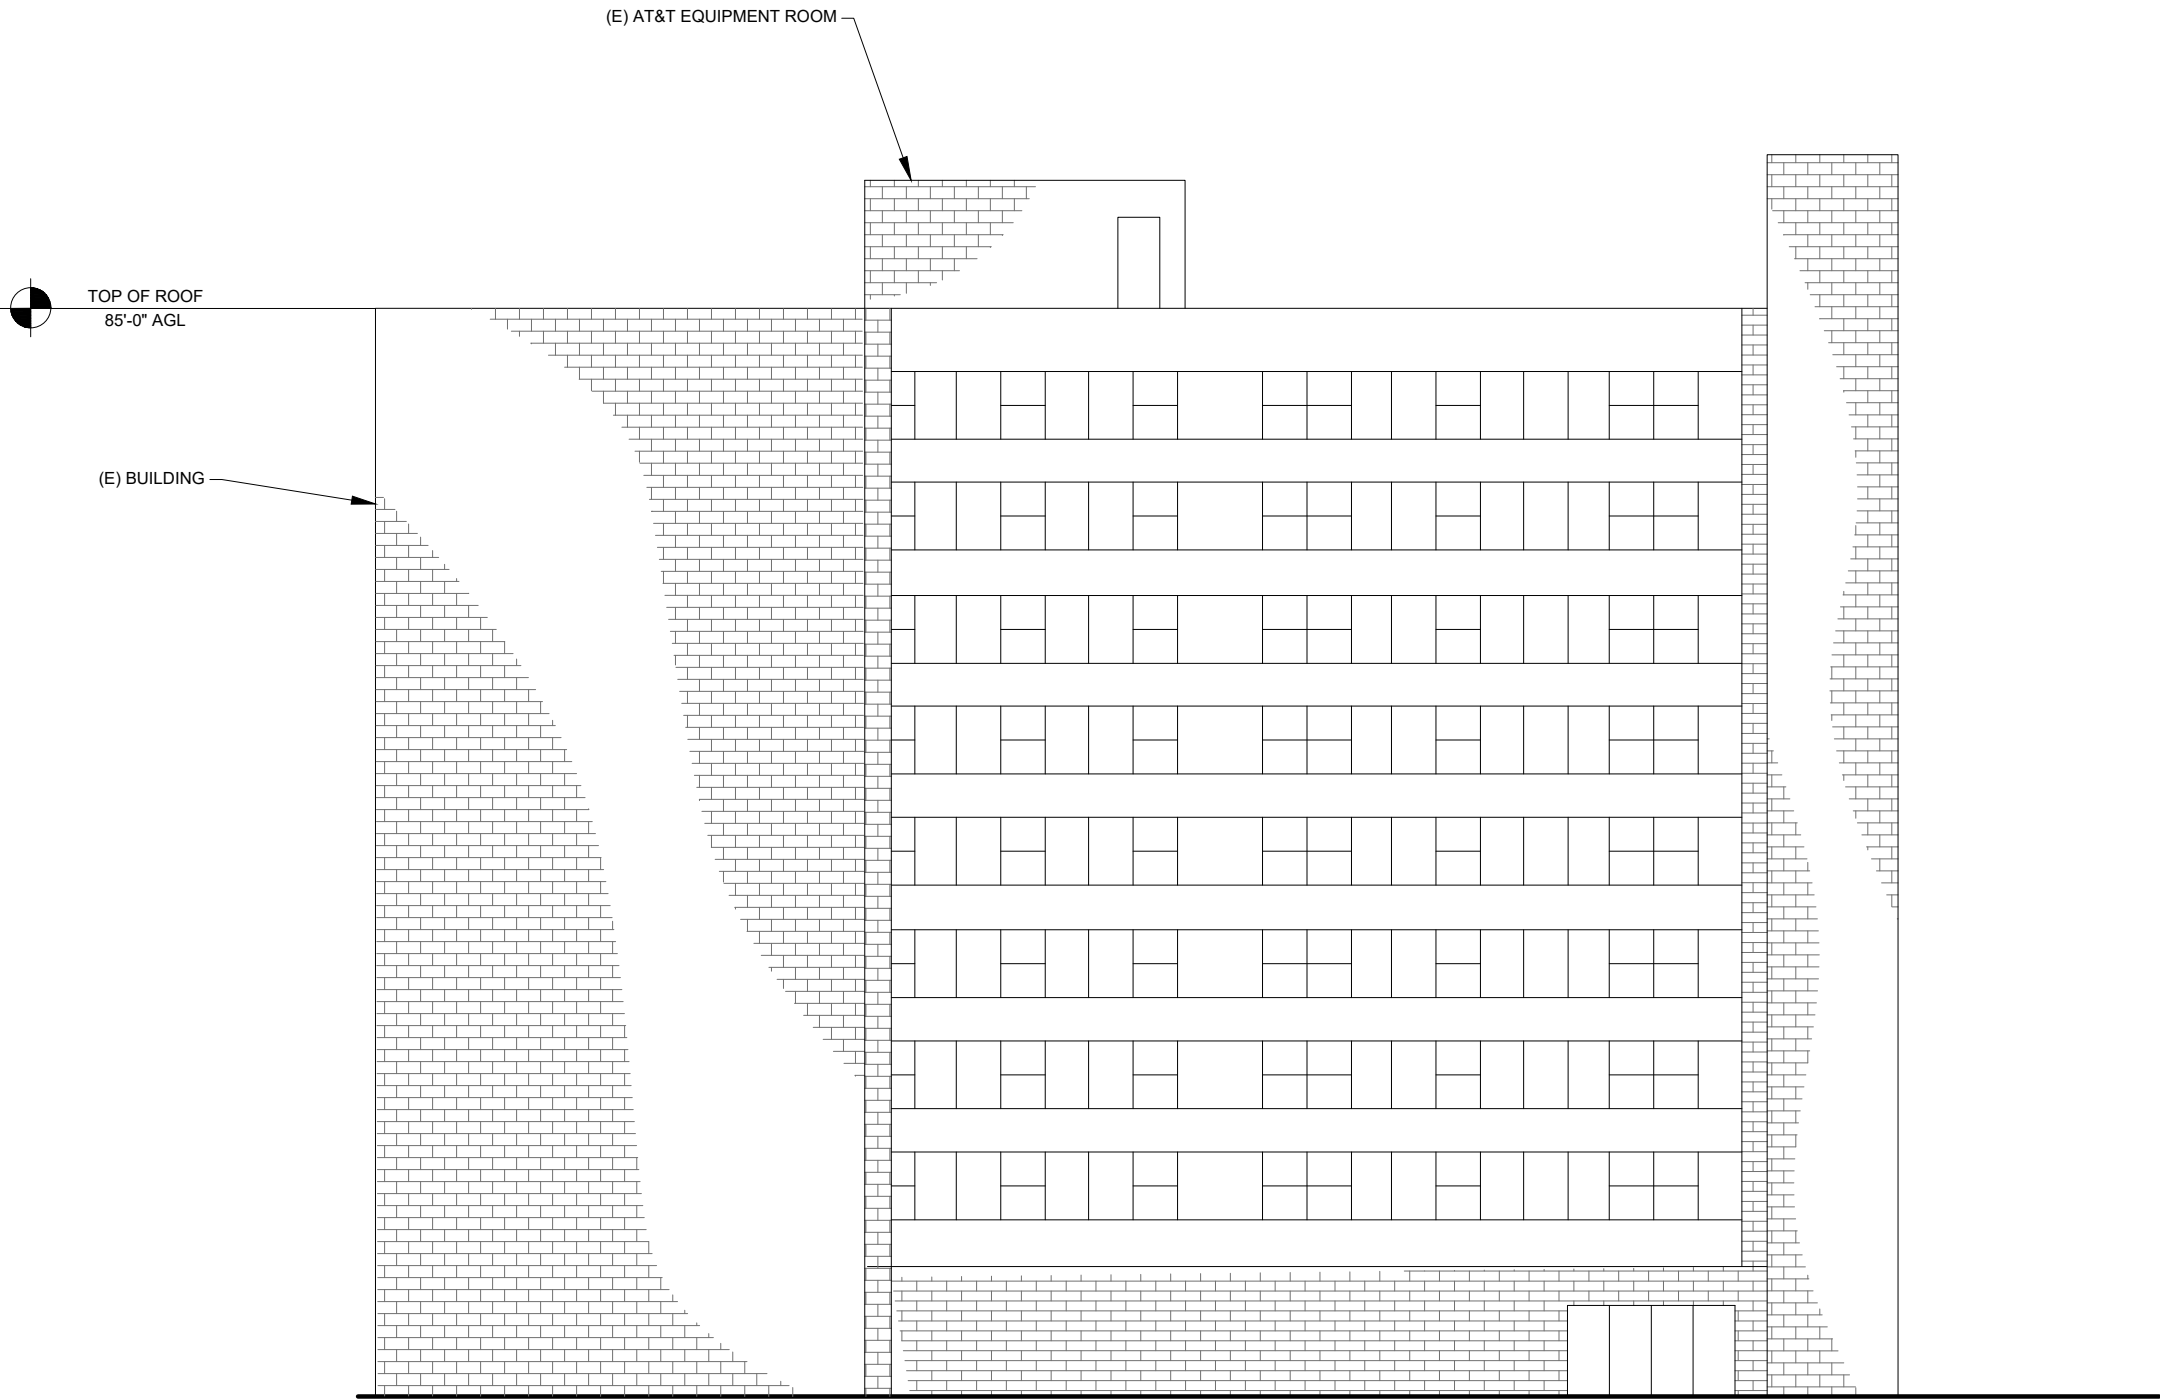 (E) AT&T EQUIPMENT ROOM
TOP OF ROOF
85'-0" AGL
(E) BUILDING